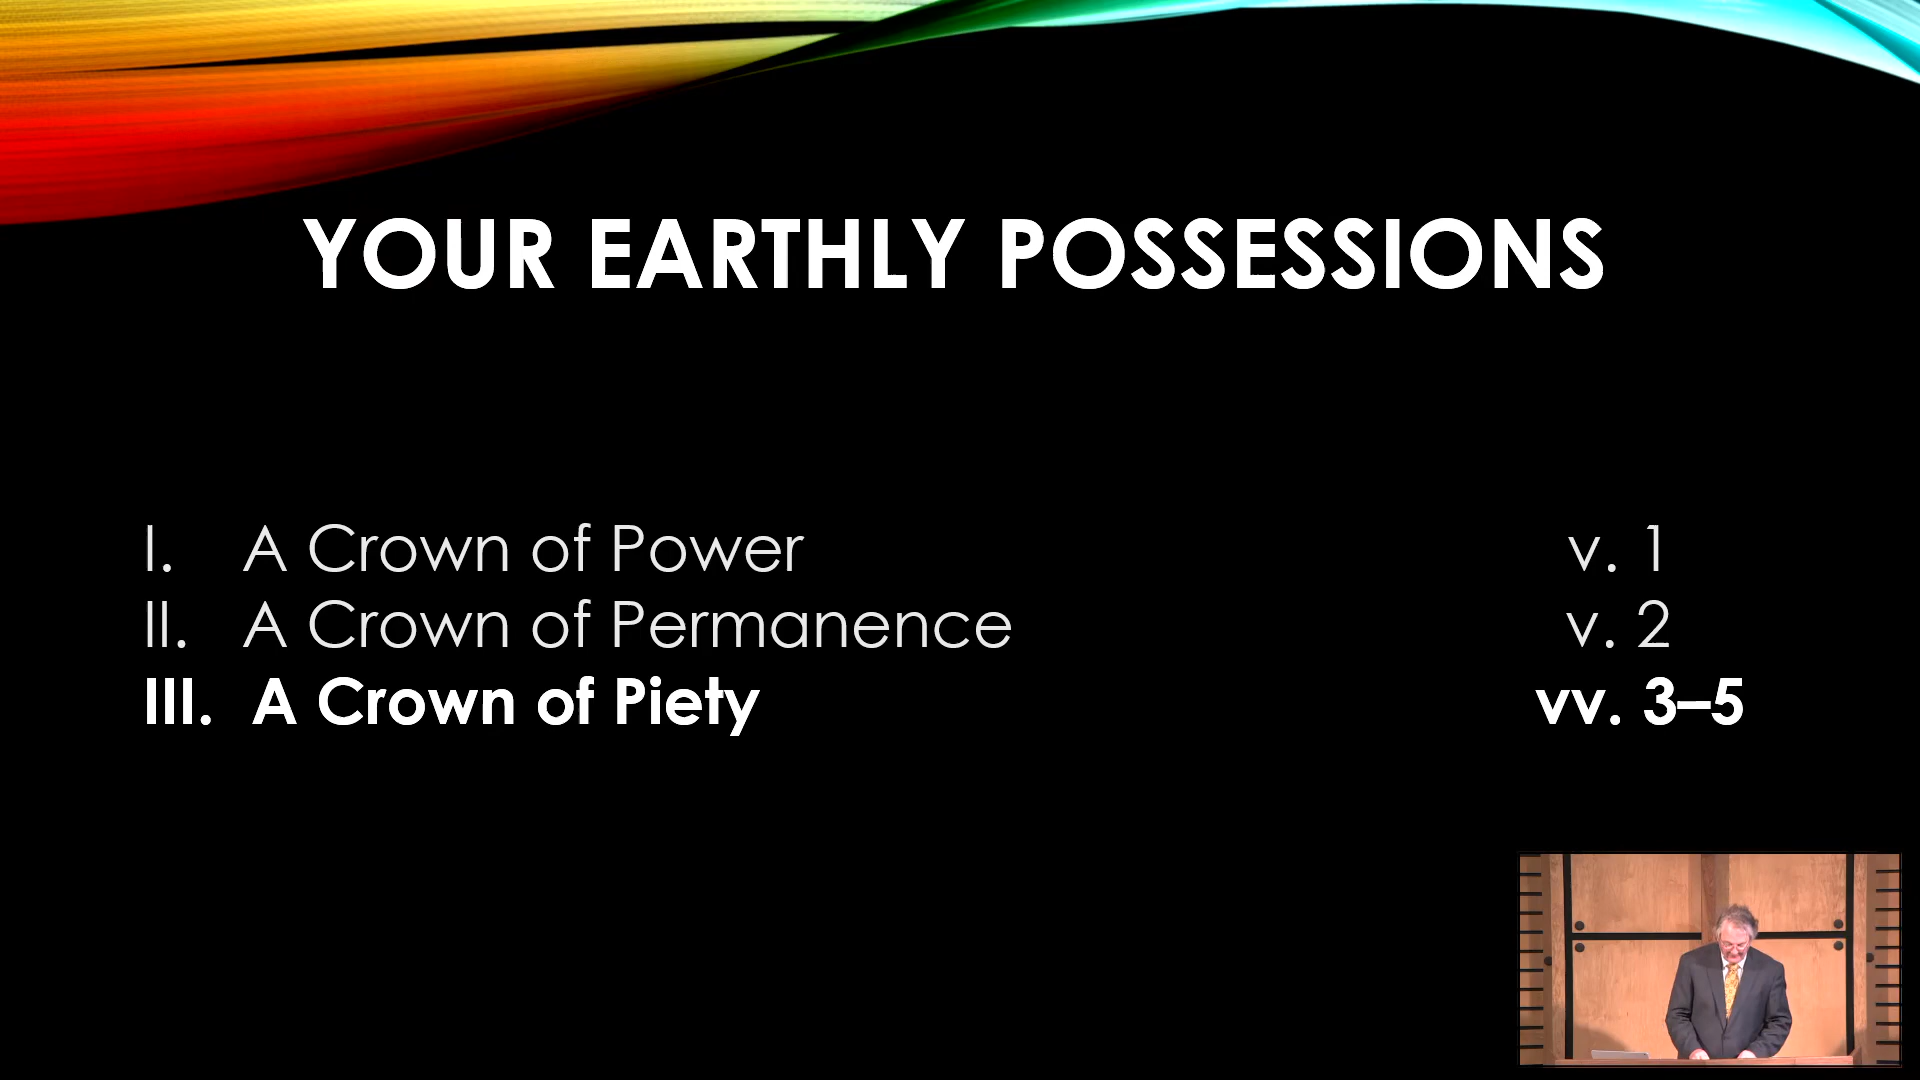 YOUR EARTHLY POSSESSIONS
I. A Crown of Power v. 1
II. A Crown of Permanence v. 2
III. A Crown of Piety vv. 3–5